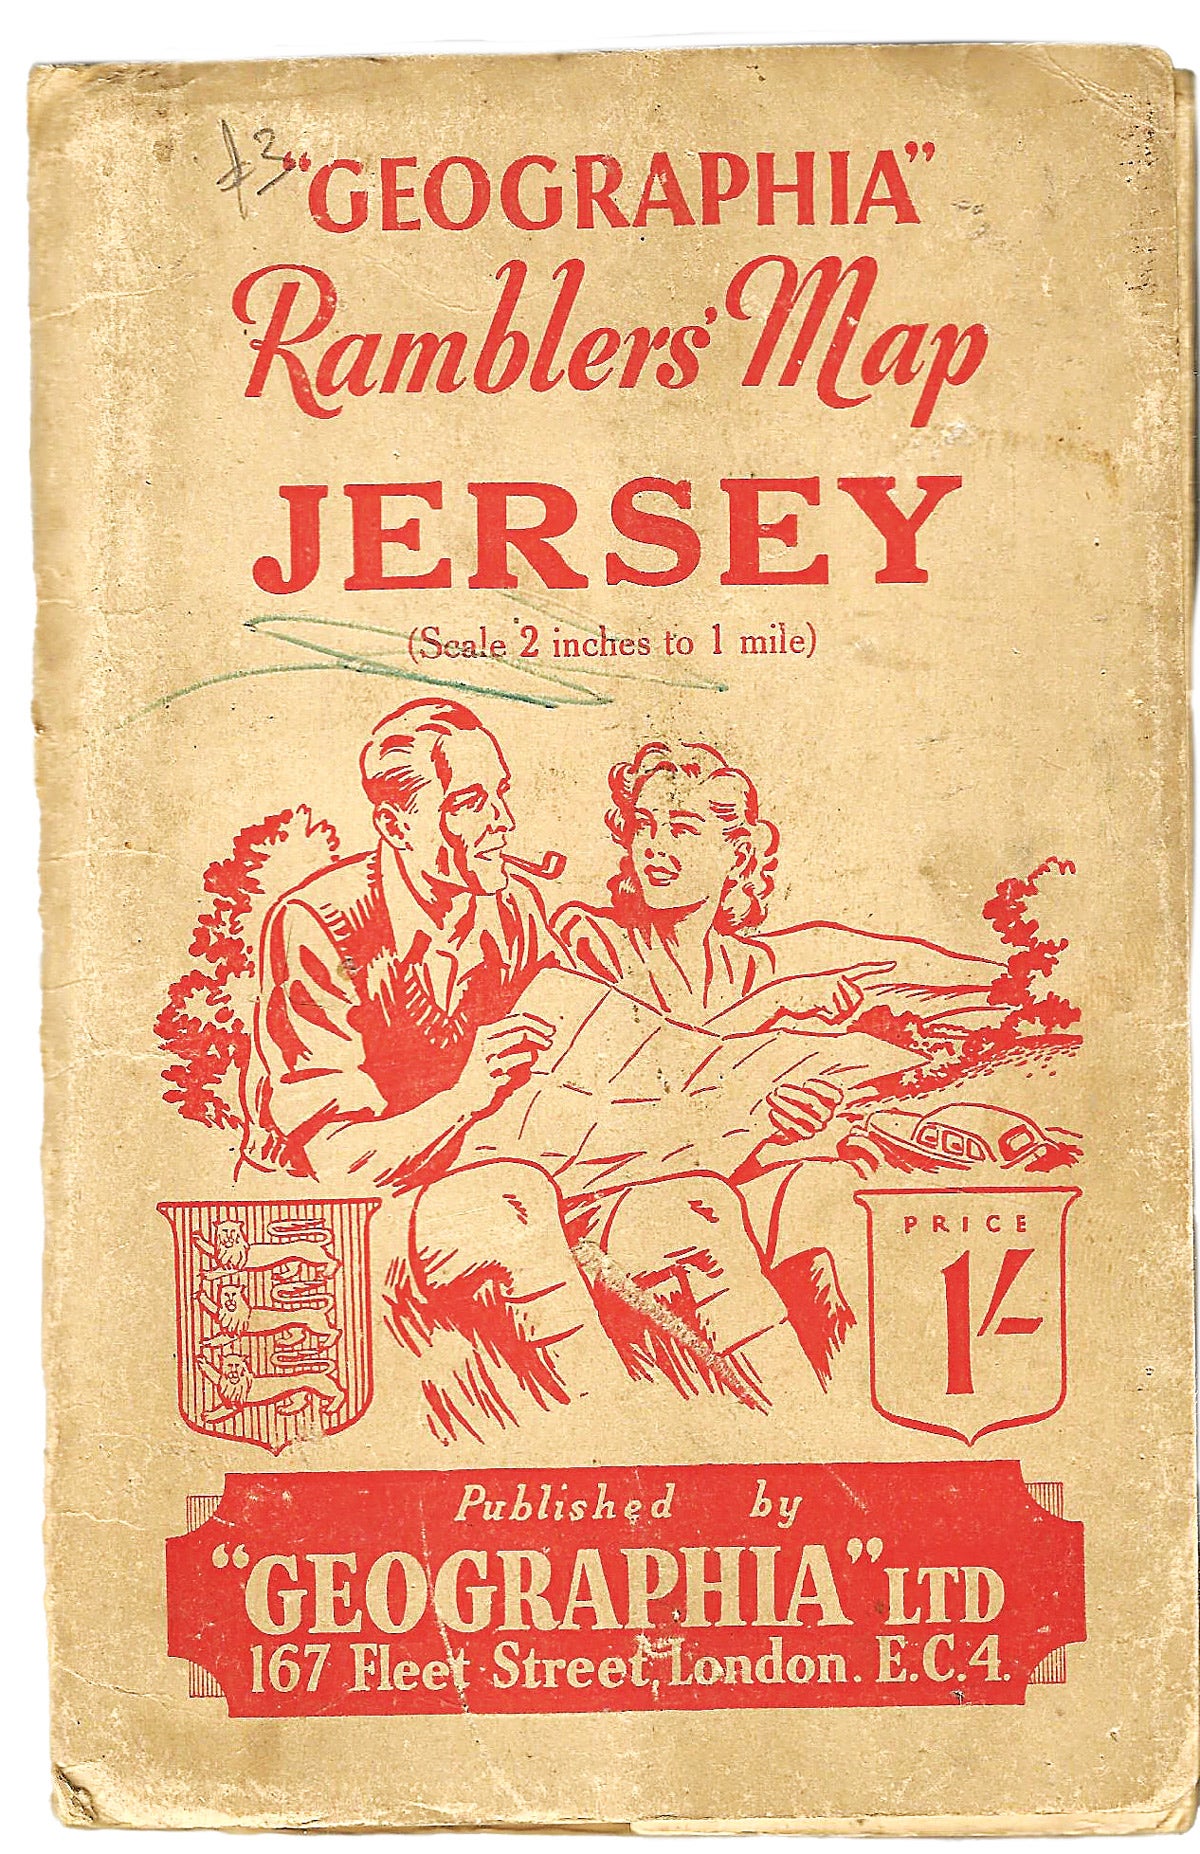 £3
"GEOGRAPHIA"
Ramblers' Map
JERSEY
(Scale 2 inches to 1 mile)
PRICE
1/-
Published by
"GEOGRAPHIA" LTD
167 Fleet Street, London. E.C.4.